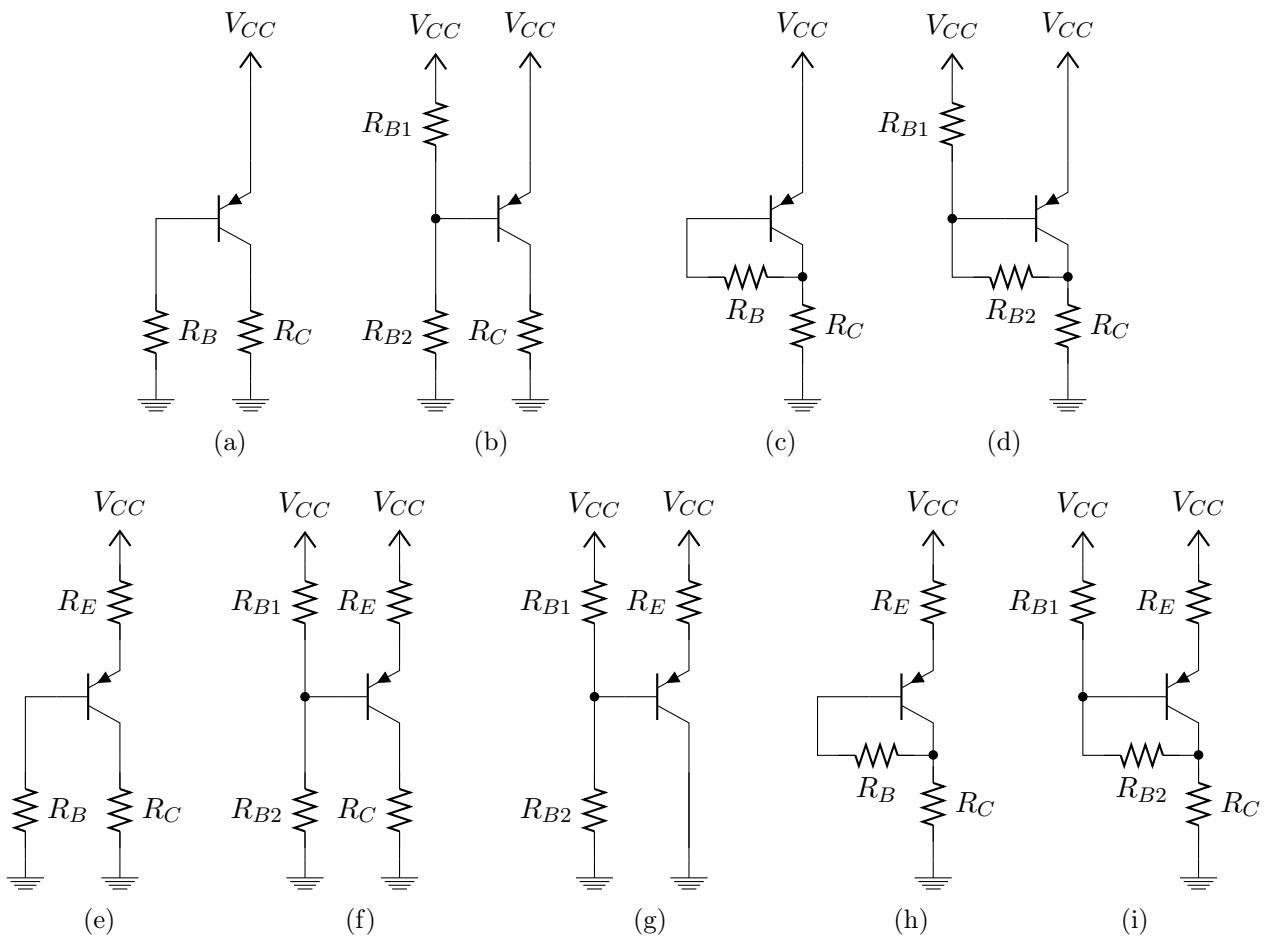 V_CC V_CC V_CC V_CC V_CC V_CC
R_B1 R_B1
R_B R_C R_B2 R_C R_B R_C R_B2 R_C
(a) (b) (c) (d)
V_CC V_CC V_CC V_CC V_CC V_CC V_CC V_CC
R_E R_B1 R_E R_B1 R_E R_E R_B1 R_E
R_B R_C R_B2 R_C R_B2 R_B R_C R_B2 R_C
(e) (f) (g) (h) (i)